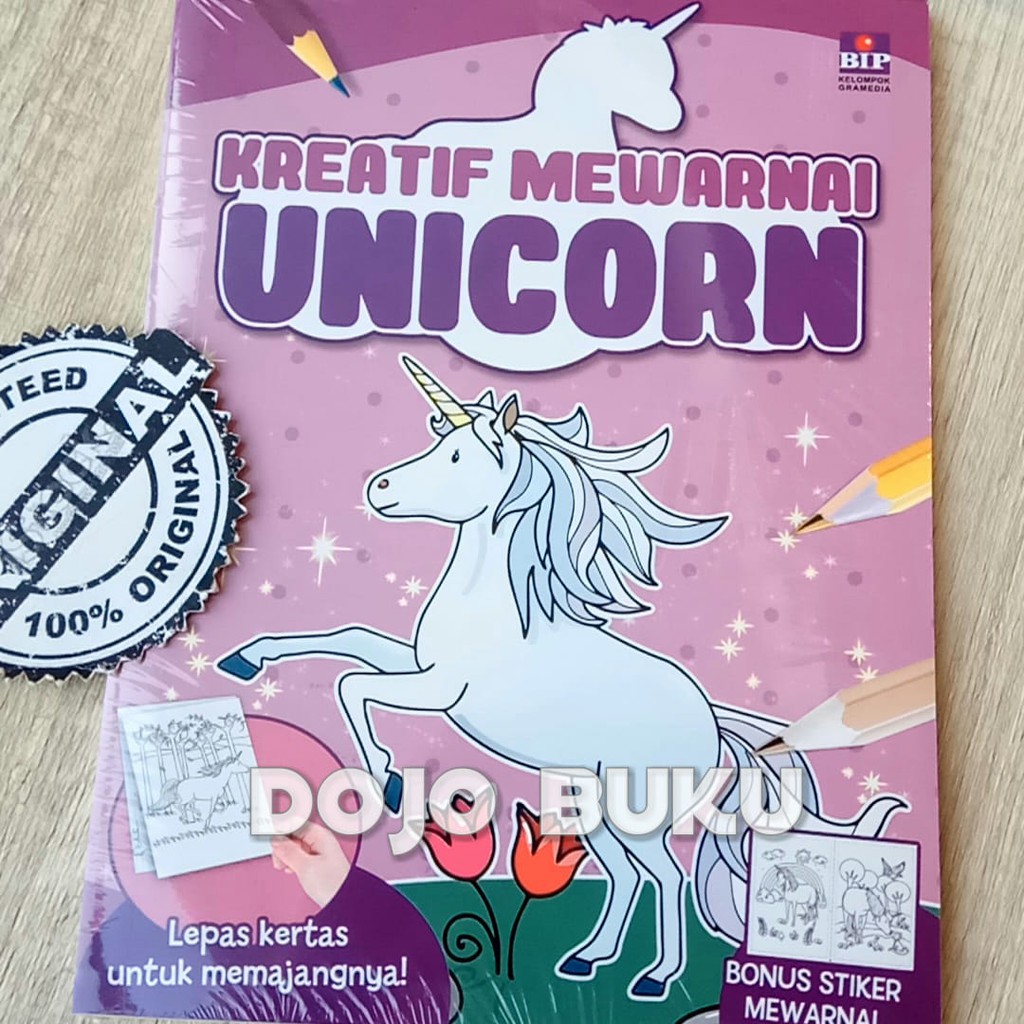 BIP
KELOMPOK
GRAMEDIA
KREATIF MEWARNAI
UNICORN
TEED
ORIGINAL
100% ORIGINAL
DOJO BUKU
Lepas kertas
untuk memajangnya!
BONUS STIKER
MEWARNAI